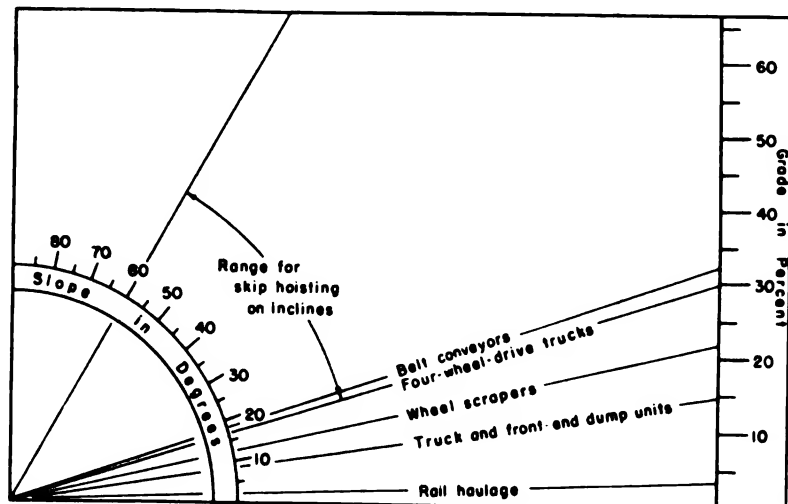 60
50
40
30
20
10
Grade in Percent
80
70
60
50
40
30
20
10
Slope in Degrees
Range for
skip hoisting
on inclines
Belt conveyors
Four-wheel-drive trucks
Wheel scrapers
Truck and front-end dump units
Rail haulage